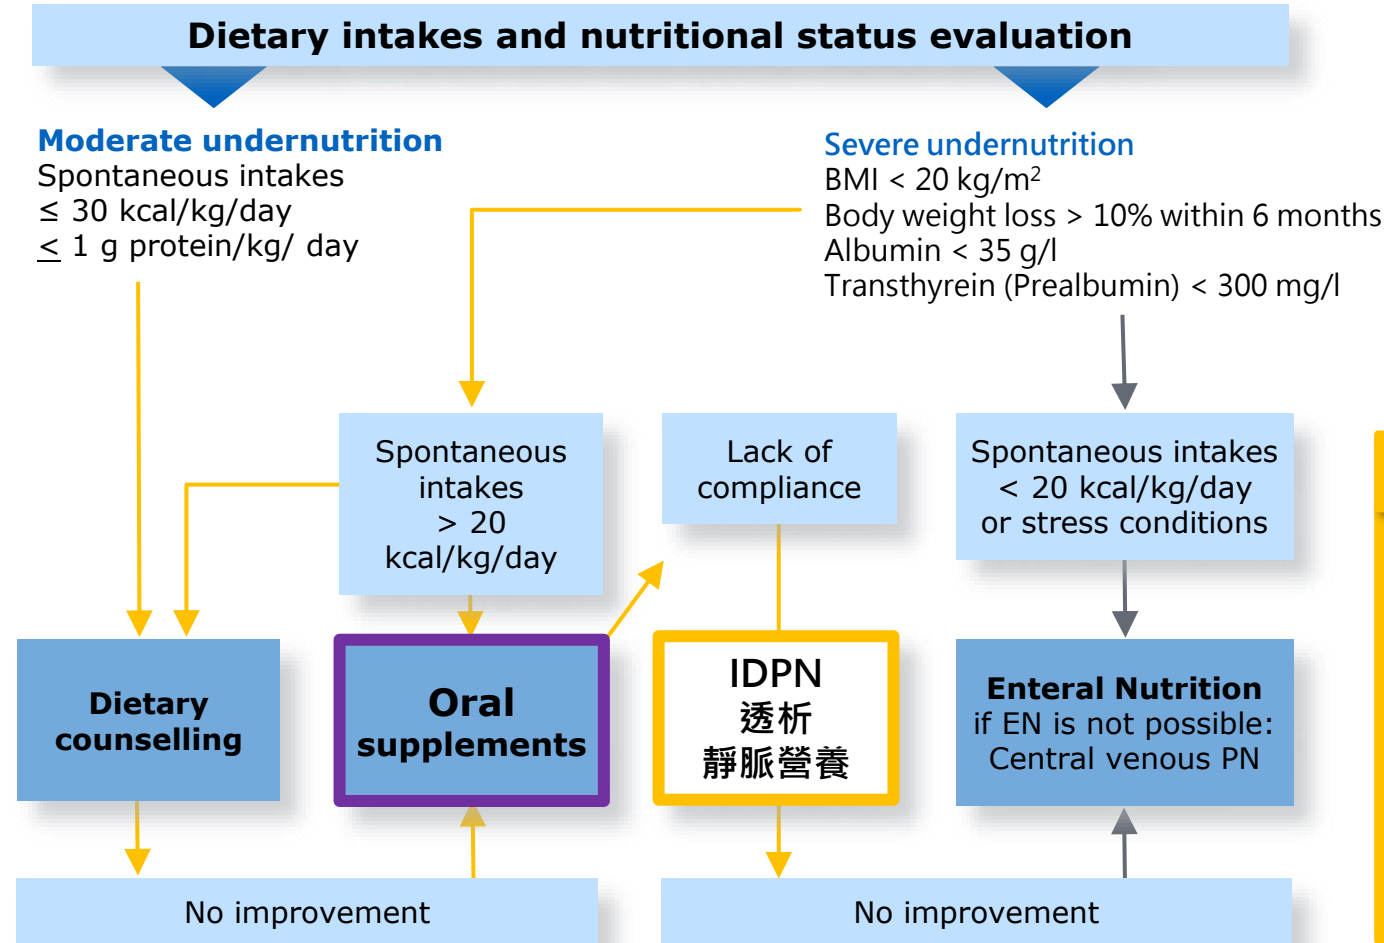 Dietary intakes and nutritional status evaluation
Moderate undernutrition
Spontaneous intakes
≤ 30 kcal/kg/day
≤ 1 g protein/kg/ day
Severe undernutrition
BMI < 20 kg/m²
Body weight loss > 10% within 6 months
Albumin < 35 g/l
Transthyrein (Prealbumin) < 300 mg/l
Spontaneous
intakes
> 20
kcal/kg/day
Lack of
compliance
Spontaneous intakes
< 20 kcal/kg/day
or stress conditions
Dietary
counselling
Oral
supplements
IDPN
透析
靜脈營養
Enteral Nutrition
if EN is not possible:
Central venous PN
No improvement
No improvement